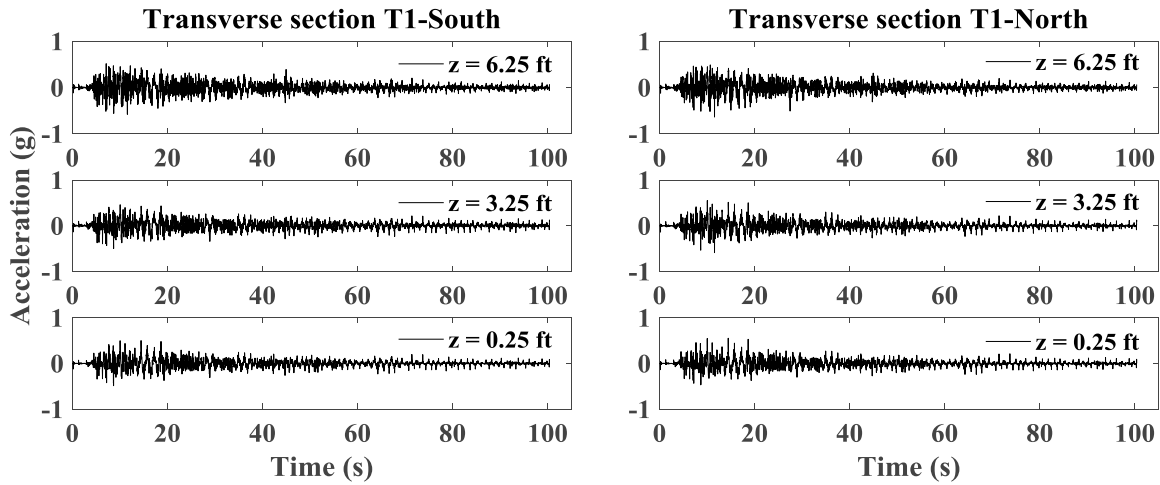 Transverse section T1-South
Transverse section T1-North
Acceleration (g)
1
0
-1
z = 6.25 ft
0 20 40 60 80 100
1
0
-1
z = 6.25 ft
0 20 40 60 80 100
1
0
-1
z = 3.25 ft
0 20 40 60 80 100
1
0
-1
z = 3.25 ft
0 20 40 60 80 100
1
0
-1
z = 0.25 ft
0 20 40 60 80 100
1
0
-1
z = 0.25 ft
0 20 40 60 80 100
Time (s)
Time (s)